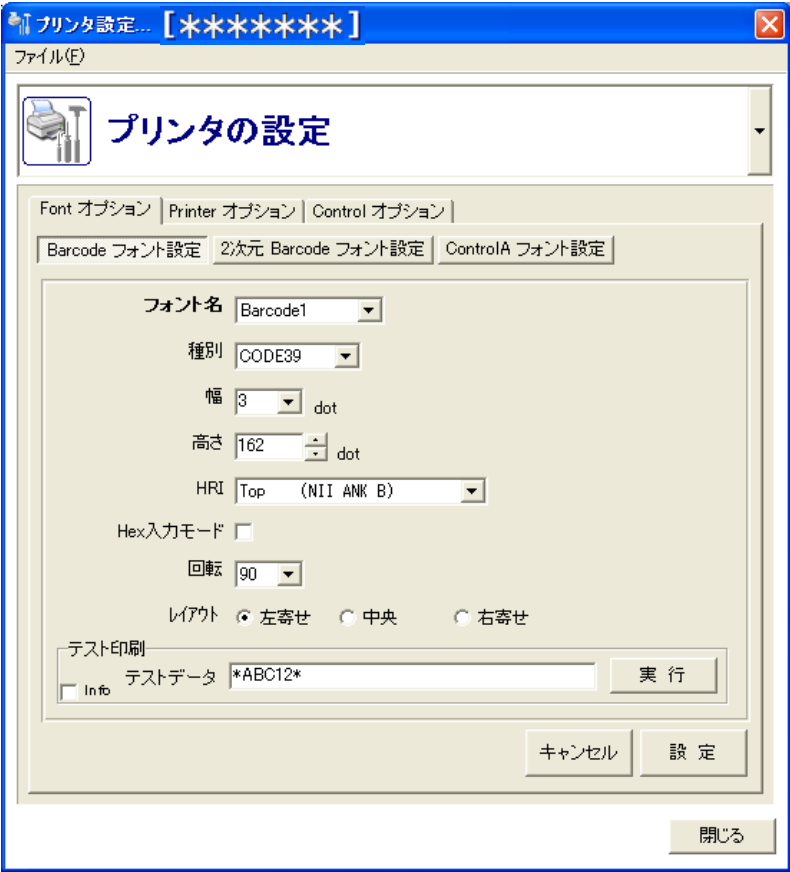 プリンタ設定... [*******]
ファイル(F)
プリンタの設定
Font オプション Printer オプション Control オプション
Barcode フォント設定 2次元 Barcode フォント設定 ControlA フォント設定
フォント名 Barcode1
種別 CODE39
幅 3 dot
高さ 162 dot
HRI Top (NII ANK B)
Hex入力モード
回転 90
レイアウト 左寄せ 中央 右寄せ
テスト印刷
Info テストデータ *ABC12* 実 行
キャンセル 設 定
閉じる